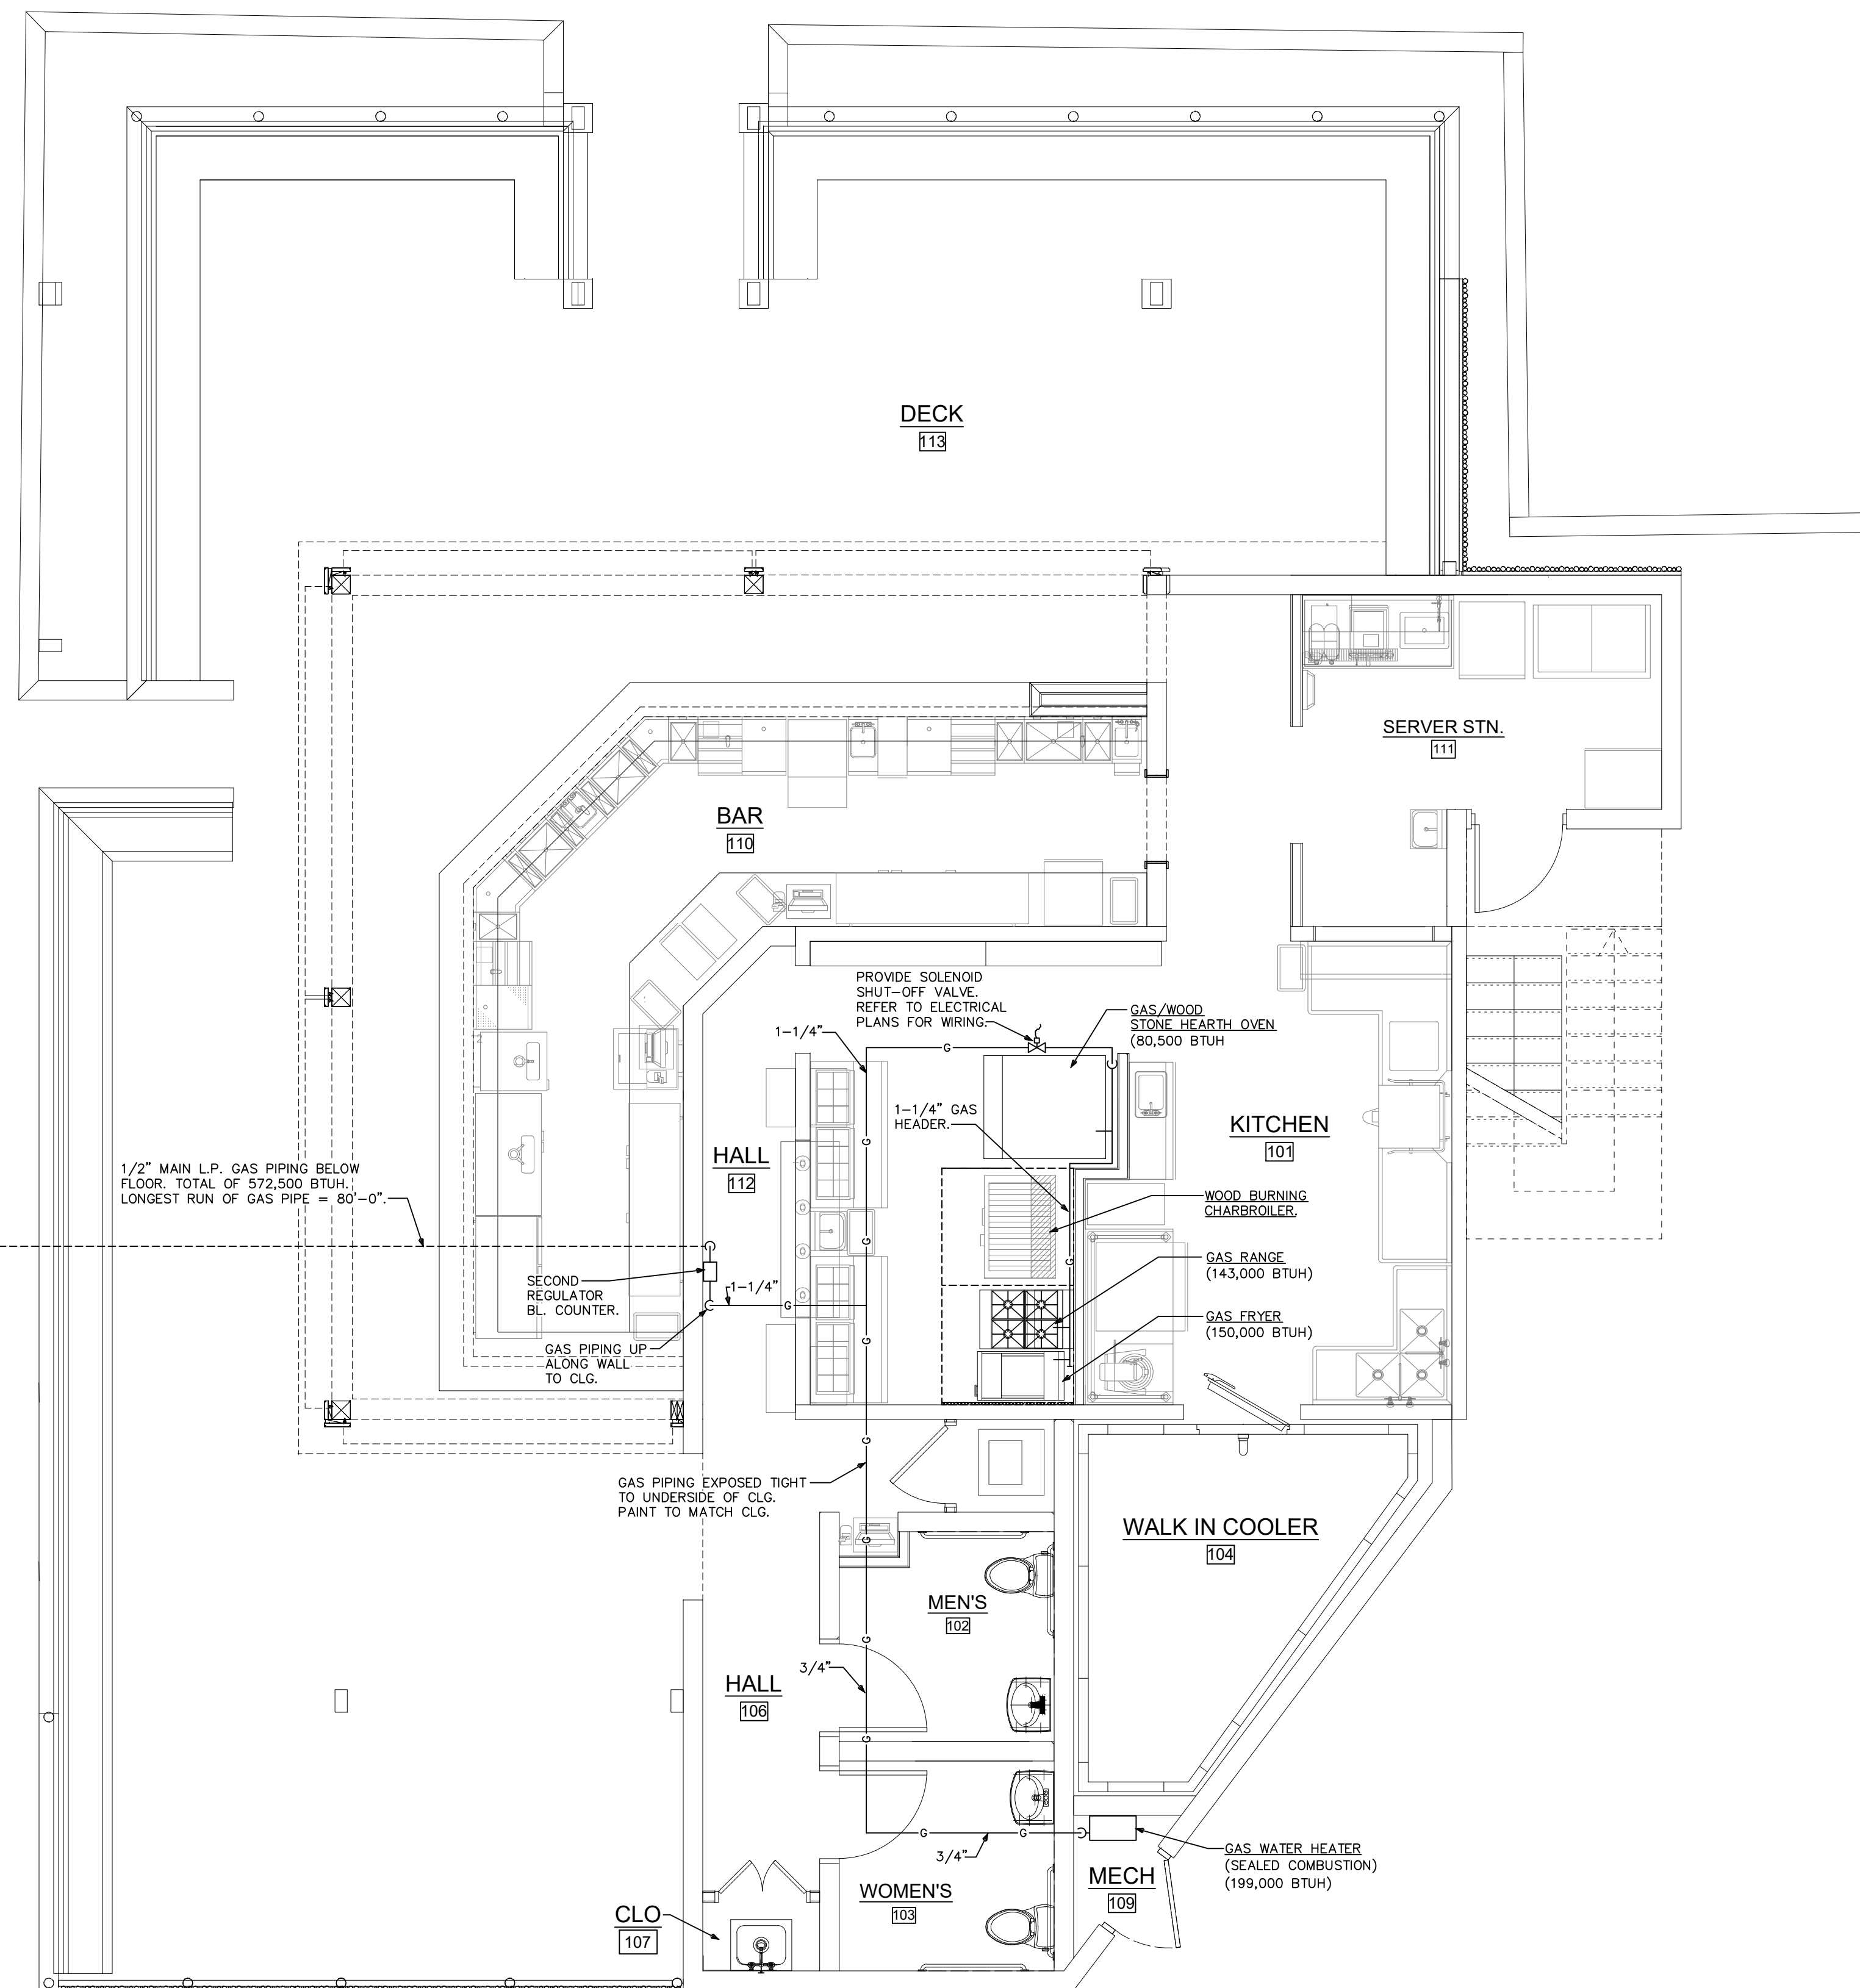 DECK
113
SERVER STN.
111
BAR
110
PROVIDE SOLENOID
SHUT-OFF VALVE.
REFER TO ELECTRICAL
PLANS FOR WIRING.
GAS/WOOD
STONE HEARTH OVEN
(80,500 BTUH
1-1/4"
G
1-1/4" GAS
HEADER.
KITCHEN
101
G
HALL
112
1/2" MAIN L.P. GAS PIPING BELOW
FLOOR. TOTAL OF 572,500 BTUH.
LONGEST RUN OF GAS PIPE = 80'-0".
WOOD BURNING
CHARBROILER.
G
G
GAS RANGE
(143,000 BTUH)
SECOND
REGULATOR
BL. COUNTER.
1-1/4"
G
GAS FRYER
(150,000 BTUH)
G
GAS PIPING UP
ALONG WALL
TO CLG.
G
GAS PIPING EXPOSED TIGHT
TO UNDERSIDE OF CLG.
PAINT TO MATCH CLG.
G
WALK IN COOLER
104
MEN'S
102
G
3/4"
HALL
106
G
G
G
3/4"
GAS WATER HEATER
(SEALED COMBUSTION)
(199,000 BTUH)
MECH
109
WOMEN'S
103
CLO
107